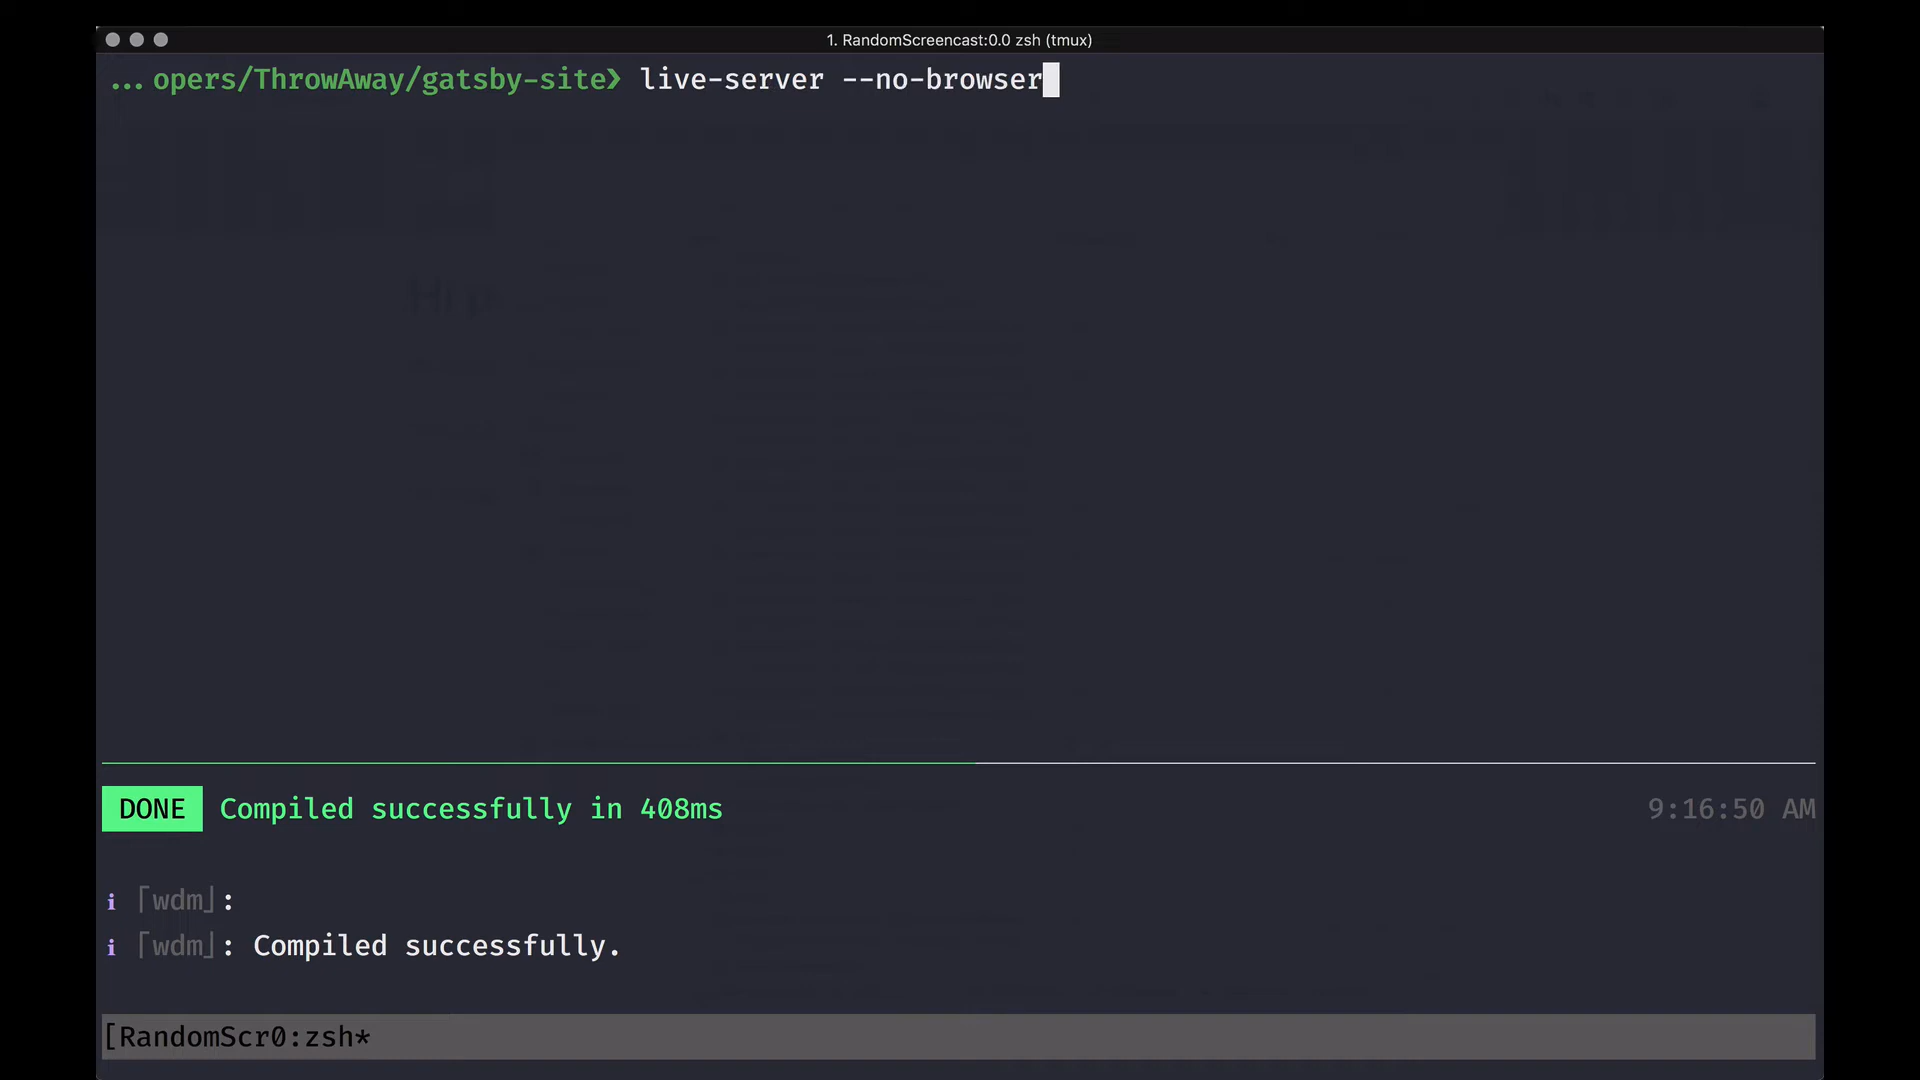 1. RandomScreencast:0.0 zsh (tmux)
... opers/ThrowAway/gatsby-site❯ live-server --no-browser
DONE Compiled successfully in 408ms 9:16:50 AM
ℹ ｢wdm｣:
ℹ ｢wdm｣: Compiled successfully.
[RandomScr0:zsh*